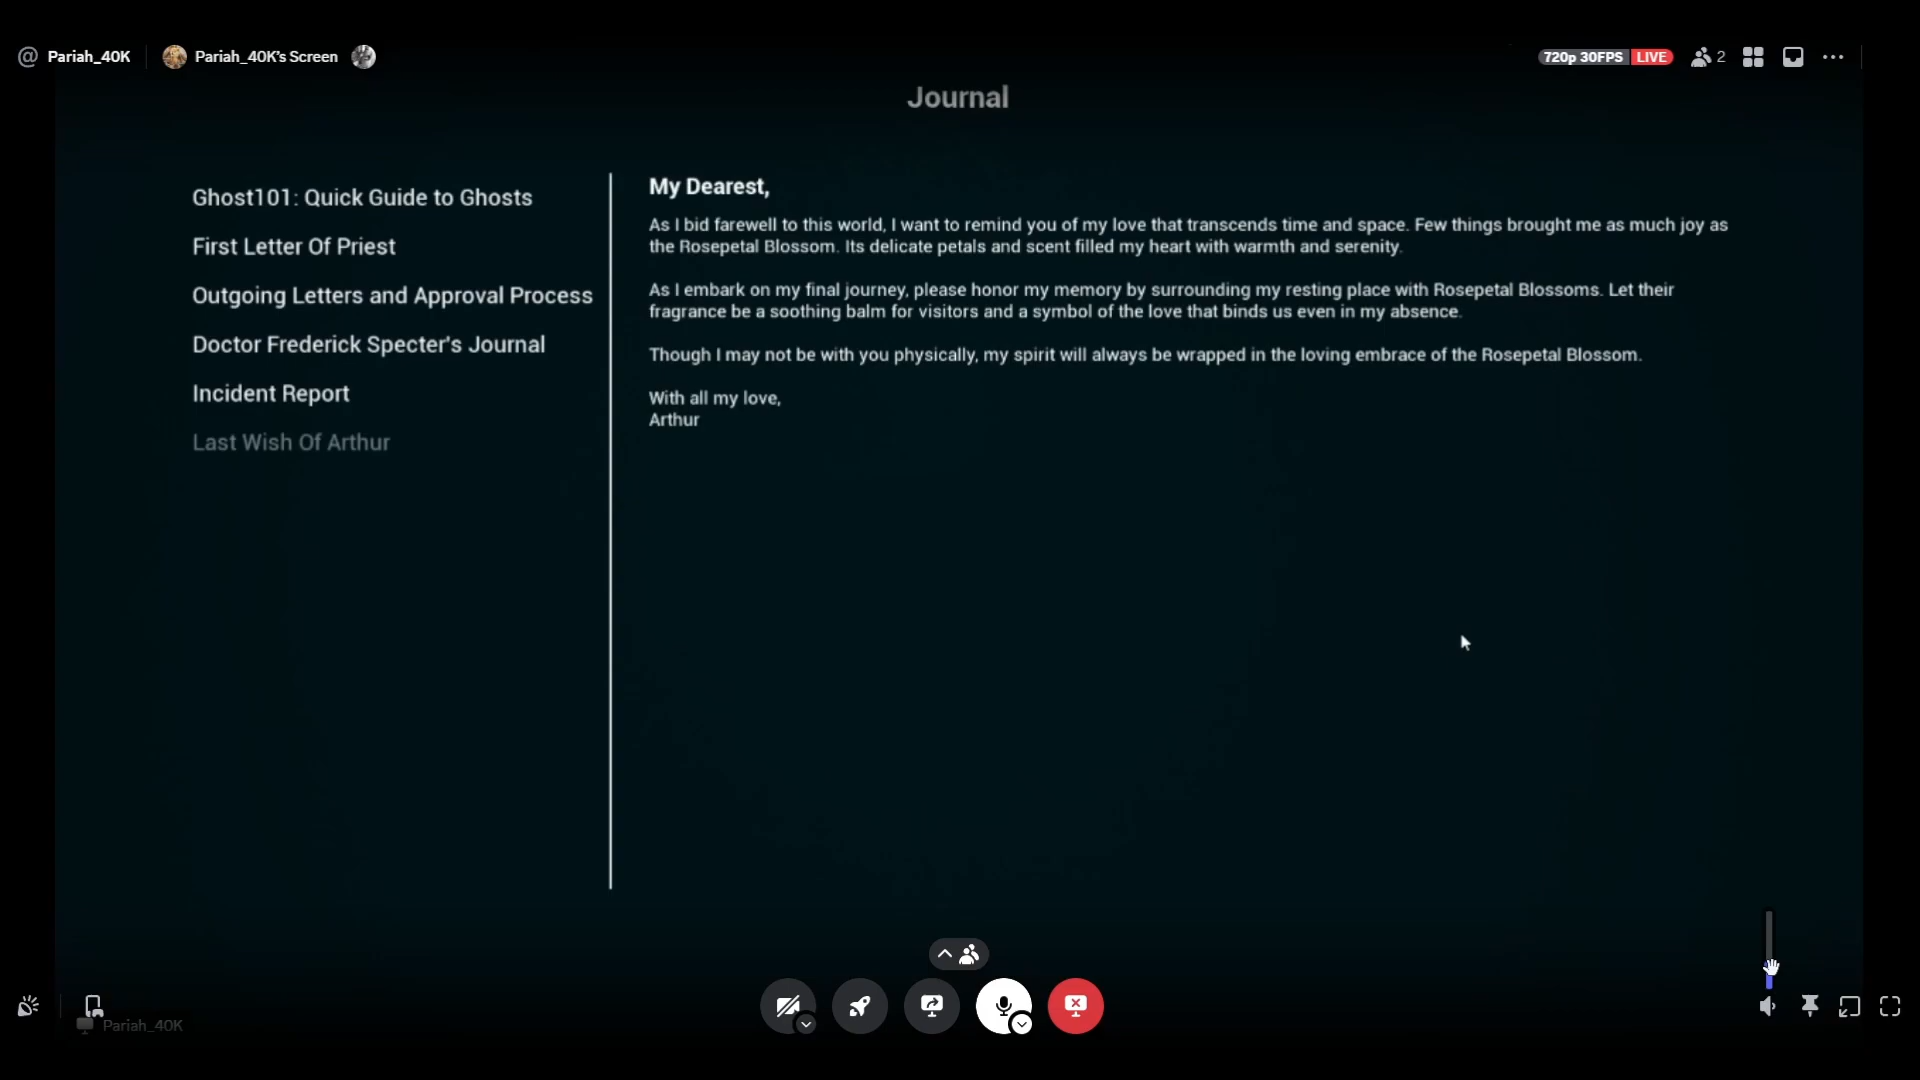 Pariah_40K
Pariah_40K's Screen
720p 30FPS LIVE
2
Journal
Ghost101: Quick Guide to Ghosts
First Letter Of Priest
Outgoing Letters and Approval Process
Doctor Frederick Specter's Journal
Incident Report
Last Wish Of Arthur
My Dearest,
As I bid farewell to this world, I want to remind you of my love that transcends time and space. Few things brought me as much joy as
the Rosepetal Blossom. Its delicate petals and scent filled my heart with warmth and serenity.
As I embark on my final journey, please honor my memory by surrounding my resting place with Rosepetal Blossoms. Let their
fragrance be a soothing balm for visitors and a symbol of the love that binds us even in my absence.
Though I may not be with you physically, my spirit will always be wrapped in the loving embrace of the Rosepetal Blossom.
With all my love,
Arthur
Pariah_40K